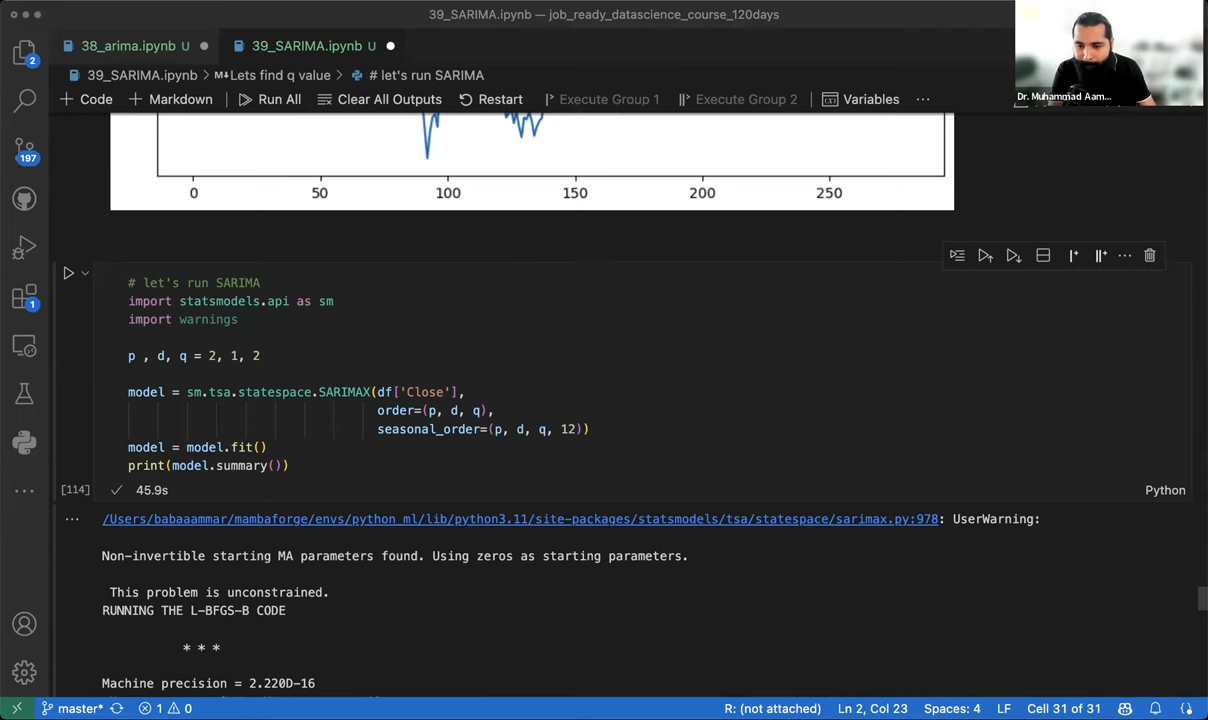 39_SARIMA.ipynb — job_ready_datascience_course_120days
38_arima.ipynb U
39_SARIMA.ipynb U
39_SARIMA.ipynb > M↓Lets find q value > # let's run SARIMA
+ Code + Markdown Run All Clear All Outputs Restart Execute Group 1 Execute Group 2 Variables ...
Dr. Muhammad Aam...
2
197
1
0 50 100 150 200 250
# let's run SARIMA
import statsmodels.api as sm
import warnings
p , d, q = 2, 1, 2
model = sm.tsa.statespace.SARIMAX(df['Close'],
order=(p, d, q),
seasonal_order=(p, d, q, 12))
model = model.fit()
print(model.summary())
[114] 45.9s Python
... /Users/babaaammar/mambaforge/envs/python_ml/lib/python3.11/site-packages/statsmodels/tsa/statespace/sarimax.py:978: UserWarning:
Non-invertible starting MA parameters found. Using zeros as starting parameters.
This problem is unconstrained.
RUNNING THE L-BFGS-B CODE
* * *
Machine precision = 2.220D-16
master* 1 0 R: (not attached) Ln 2, Col 23 Spaces: 4 LF Cell 31 of 31